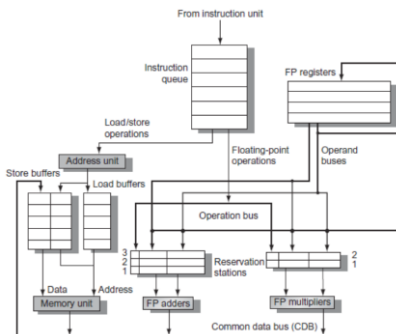 From instruction unit
Instruction
queue
FP registers
Load/store
operations
Floating-point
operations
Operand
buses
Address unit
Store buffers
Load buffers
Operation bus
3
2
1
Reservation
stations
2
1
Data
Address
Memory unit
FP adders
FP multipliers
Common data bus (CDB)